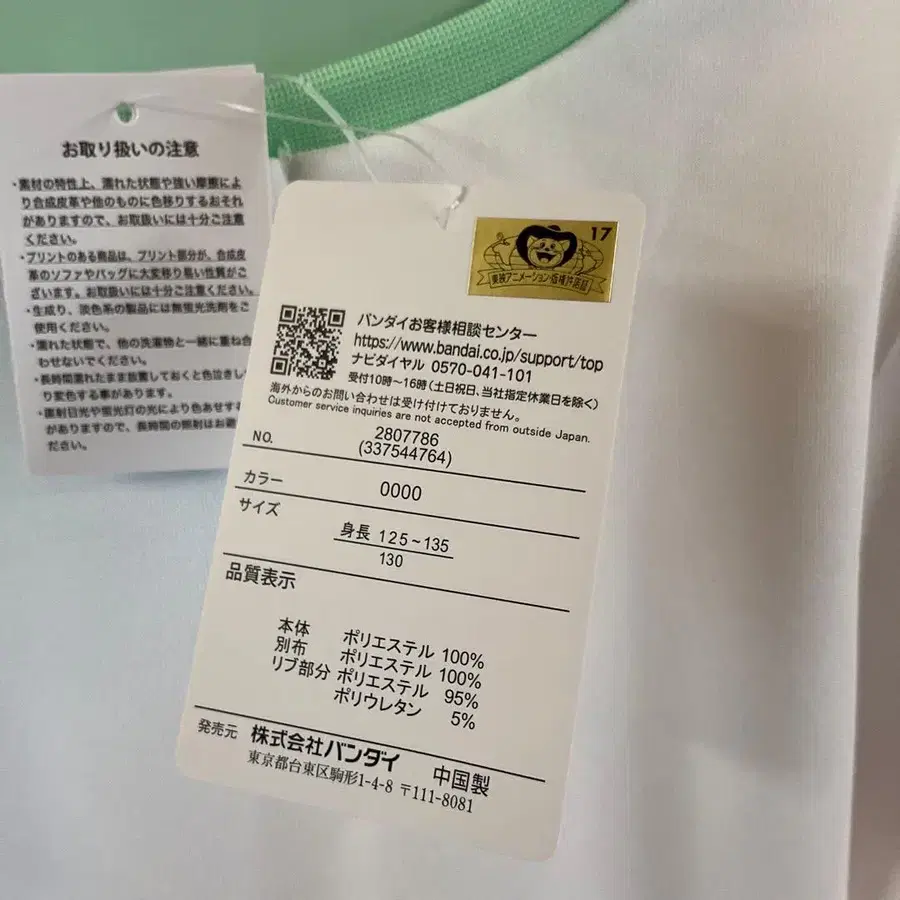 お取り扱いの注意
・素材の特性上、濡れた状態や強い摩擦によ
り合成皮革や他のものに色移りするおそれ
がありますので、お取扱いには十分ご注意
ください。
・プリントのある商品は、プリント部分が、合成皮
革のソファやバッグに大変移り易い性質がご
ざいます。お取扱いには十分ご注意ください。
・生成り、淡色系の製品には無蛍光洗剤をご
使用ください。
・濡れた状態で、他の洗濯物と一緒に重ね合
わせないでください。
・長時間濡れたまま放置しておくと色泣きし
り変色する事があります。
・直射日光や蛍光灯の光により色あせす
がありますので、長時間の照射はお避
ください。
17
東映アニメーション・版権許諾証
バンダイお客様相談センター
https://www.bandai.co.jp/support/top
ナビダイヤル 0570-041-101
受付10時~16時(土日祝日、当社指定休業日を除く)
海外からのお問い合わせは受け付けておりません。
Customer service inquiries are not accepted from outside Japan.
NO. 2807786
(337544764)
カラー 0000
サイズ
身長 125~135
130
品質表示
本体 ポリエステル 100%
別布 ポリエステル 100%
リブ部分 ポリエステル 95%
ポリウレタン 5%
発売元 株式会社バンダイ 中国製
東京都台東区駒形1-4-8 〒111-8081